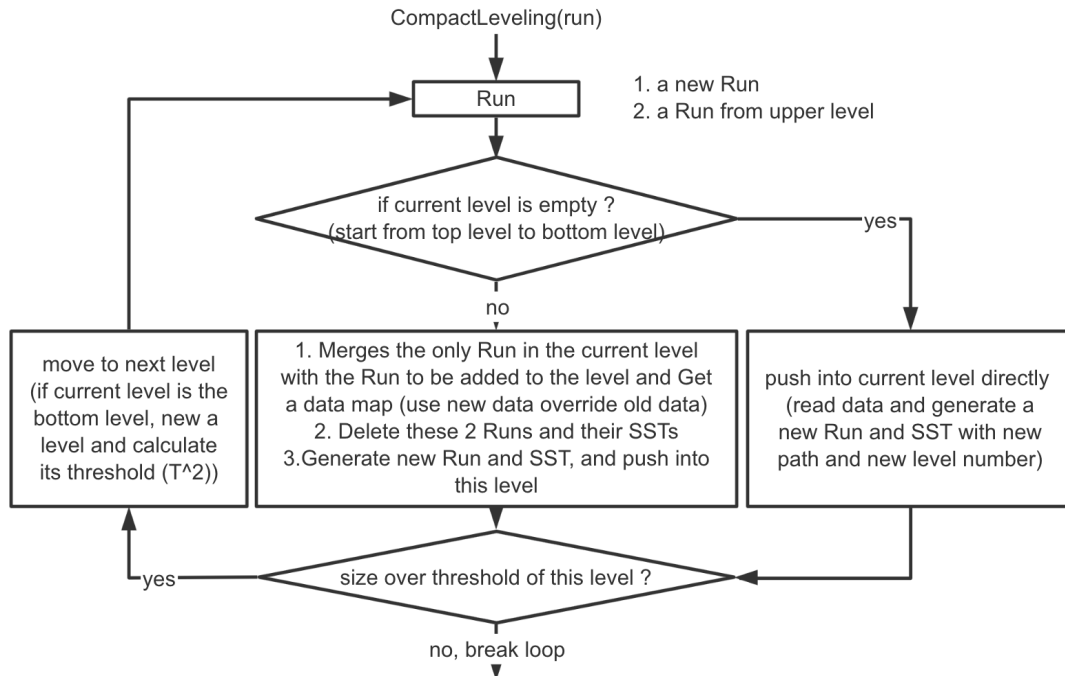 CompactLeveling(run)
Run
1. a new Run
2. a Run from upper level
if current level is empty ?
(start from top level to bottom level)
yes
no
move to next level
(if current level is the
bottom level, new a
level and calculate
its threshold (T^2))
1. Merges the only Run in the current level
with the Run to be added to the level and Get
a data map (use new data override old data)
2. Delete these 2 Runs and their SSTs
3.Generate new Run and SST, and push into
this level
push into current level directly
(read data and generate a
new Run and SST with new
path and new level number)
yes
size over threshold of this level ?
no, break loop